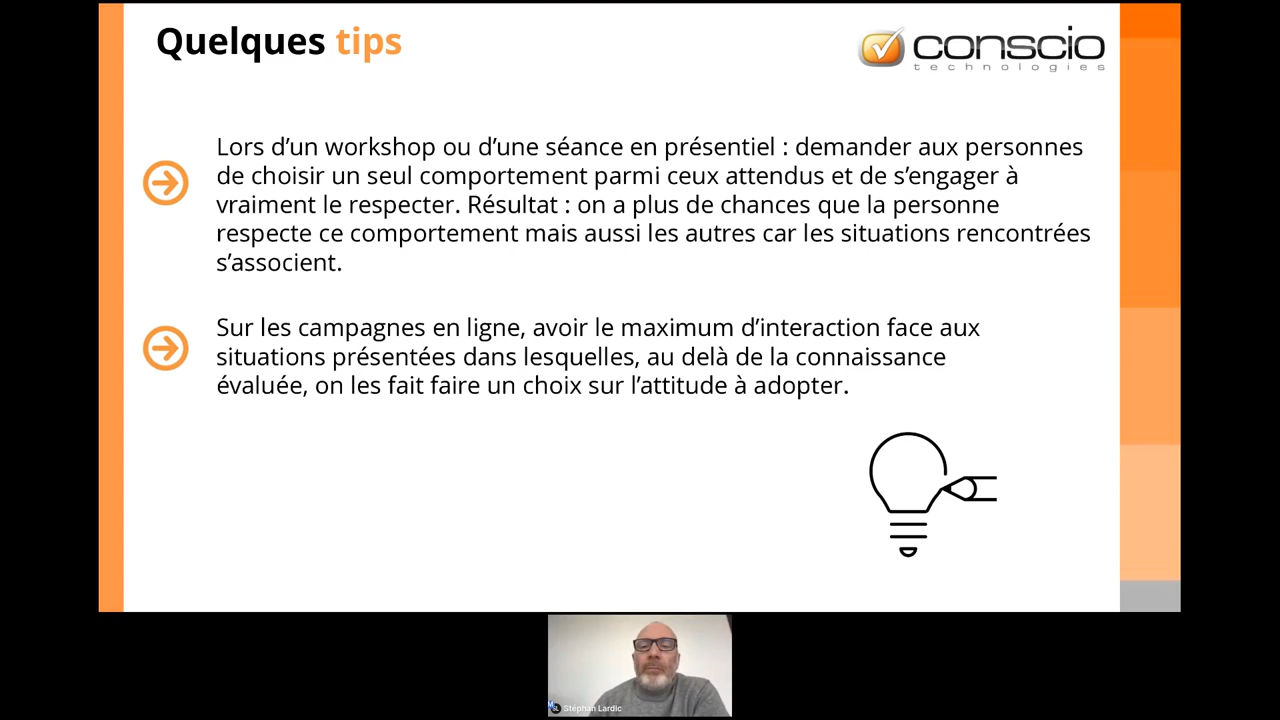 Quelques tips
conscio
technologies
Lors d’un workshop ou d’une séance en présentiel : demander aux personnes
de choisir un seul comportement parmi ceux attendus et de s’engager à
vraiment le respecter. Résultat : on a plus de chances que la personne
respecte ce comportement mais aussi les autres car les situations rencontrées
s’associent.
Sur les campagnes en ligne, avoir le maximum d’interaction face aux
situations présentées dans lesquelles, au delà de la connaissance
évaluée, on les fait faire un choix sur l’attitude à adopter.
SL Stéphan Lardic